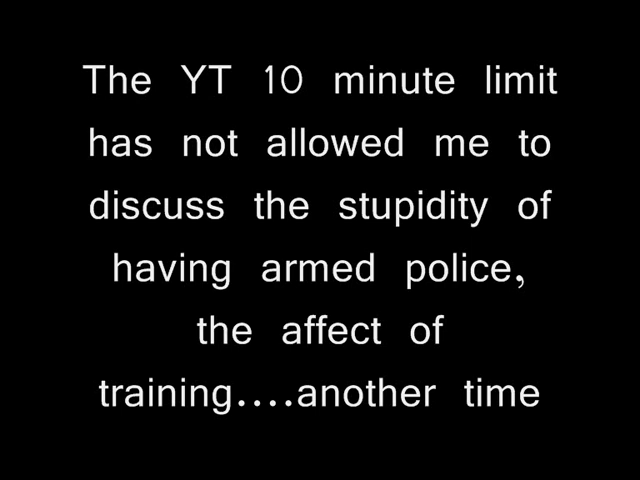 The YT 10 minute limit
has not allowed me to
discuss the stupidity of
having armed police,
the affect of
training....another time